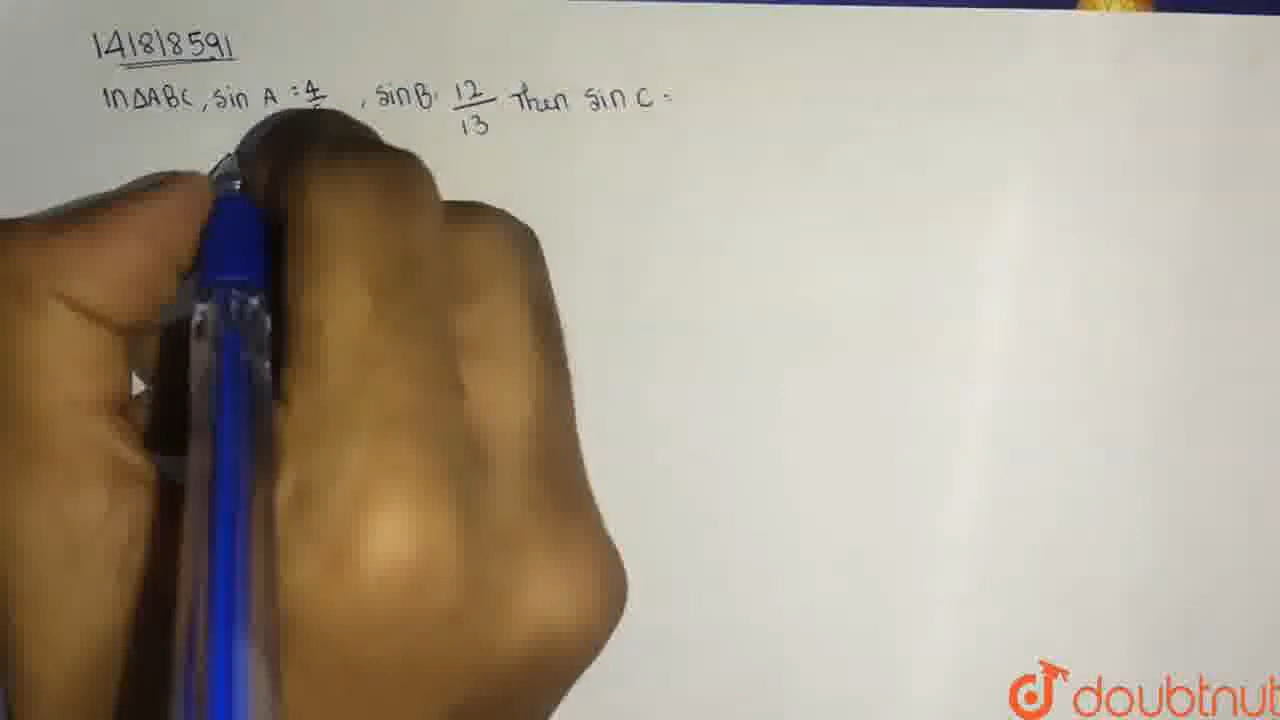 141818591
In ΔABC, sin A = 4/ , sin B. 12/13 Then sin C =
doubtnut